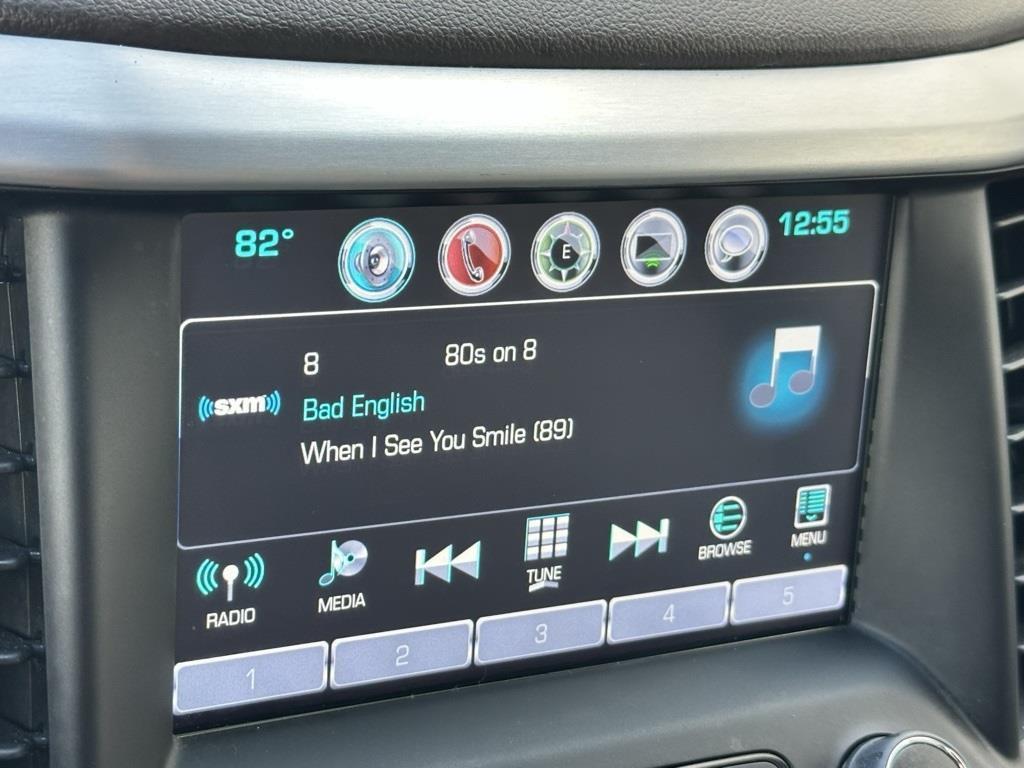 82° E 12:55
8 80s on 8
sxm
Bad English
When I See You Smile (89)
RADIO MEDIA TUNE BROWSE MENU
1 2 3 4 5